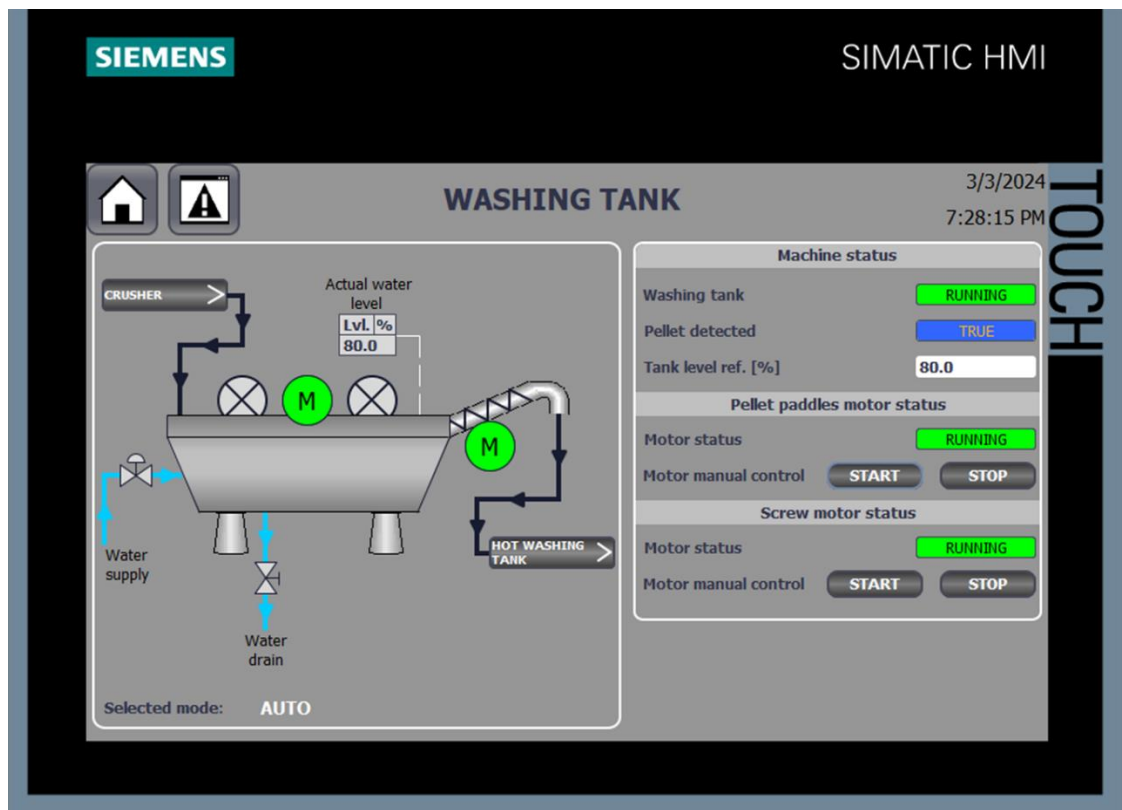 SIEMENS
SIMATIC HMI
TOUCH
WASHING TANK
3/3/2024
7:28:15 PM
CRUSHER
Actual water
level
Lvl. %
80.0
M
M
Water
supply
HOT WASHING
TANK
Water
drain
Selected mode: AUTO
Machine status
Washing tank RUNNING
Pellet detected TRUE
Tank level ref. [%] 80.0
Pellet paddles motor status
Motor status RUNNING
Motor manual control START STOP
Screw motor status
Motor status RUNNING
Motor manual control START STOP